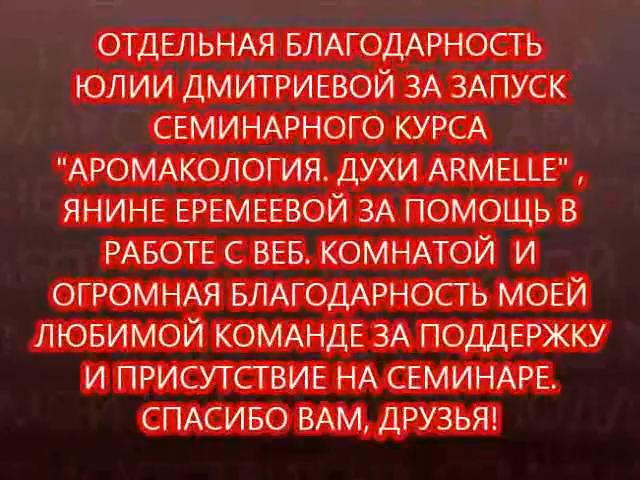 ОТДЕЛЬНАЯ БЛАГОДАРНОСТЬ
ЮЛИИ ДМИТРИЕВОЙ ЗА ЗАПУСК
СЕМИНАРНОГО КУРСА
"АРОМАКОЛОГИЯ. ДУХИ ARMELLE" ,
ЯНИНЕ ЕРЕМЕЕВОЙ ЗА ПОМОЩЬ В
РАБОТЕ С ВЕБ. КОМНАТОЙ И
ОГРОМНАЯ БЛАГОДАРНОСТЬ МОЕЙ
ЛЮБИМОЙ КОМАНДЕ ЗА ПОДДЕРЖКУ
И ПРИСУТСТВИЕ НА СЕМИНАРЕ.
СПАСИБО ВАМ, ДРУЗЬЯ!